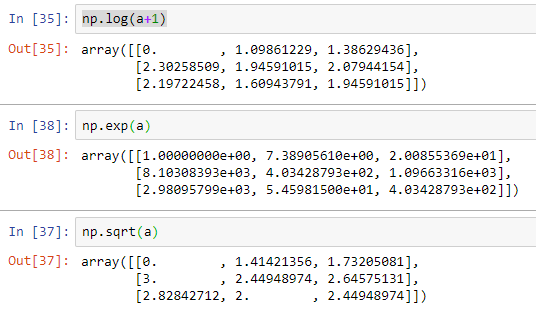 In [35]: np.log(a+1)
Out[35]: array([[0.        , 1.09861229, 1.38629436],
       [2.30258509, 1.94591015, 2.07944154],
       [2.19722458, 1.60943791, 1.94591015]])
In [38]: np.exp(a)
Out[38]: array([[1.00000000e+00, 7.38905610e+00, 2.00855369e+01],
       [8.10308393e+03, 4.03428793e+02, 1.09663316e+03],
       [2.98095799e+03, 5.45981500e+01, 4.03428793e+02]])
In [37]: np.sqrt(a)
Out[37]: array([[0.        , 1.41421356, 1.73205081],
       [3.        , 2.44948974, 2.64575131],
       [2.82842712, 2.        , 2.44948974]])